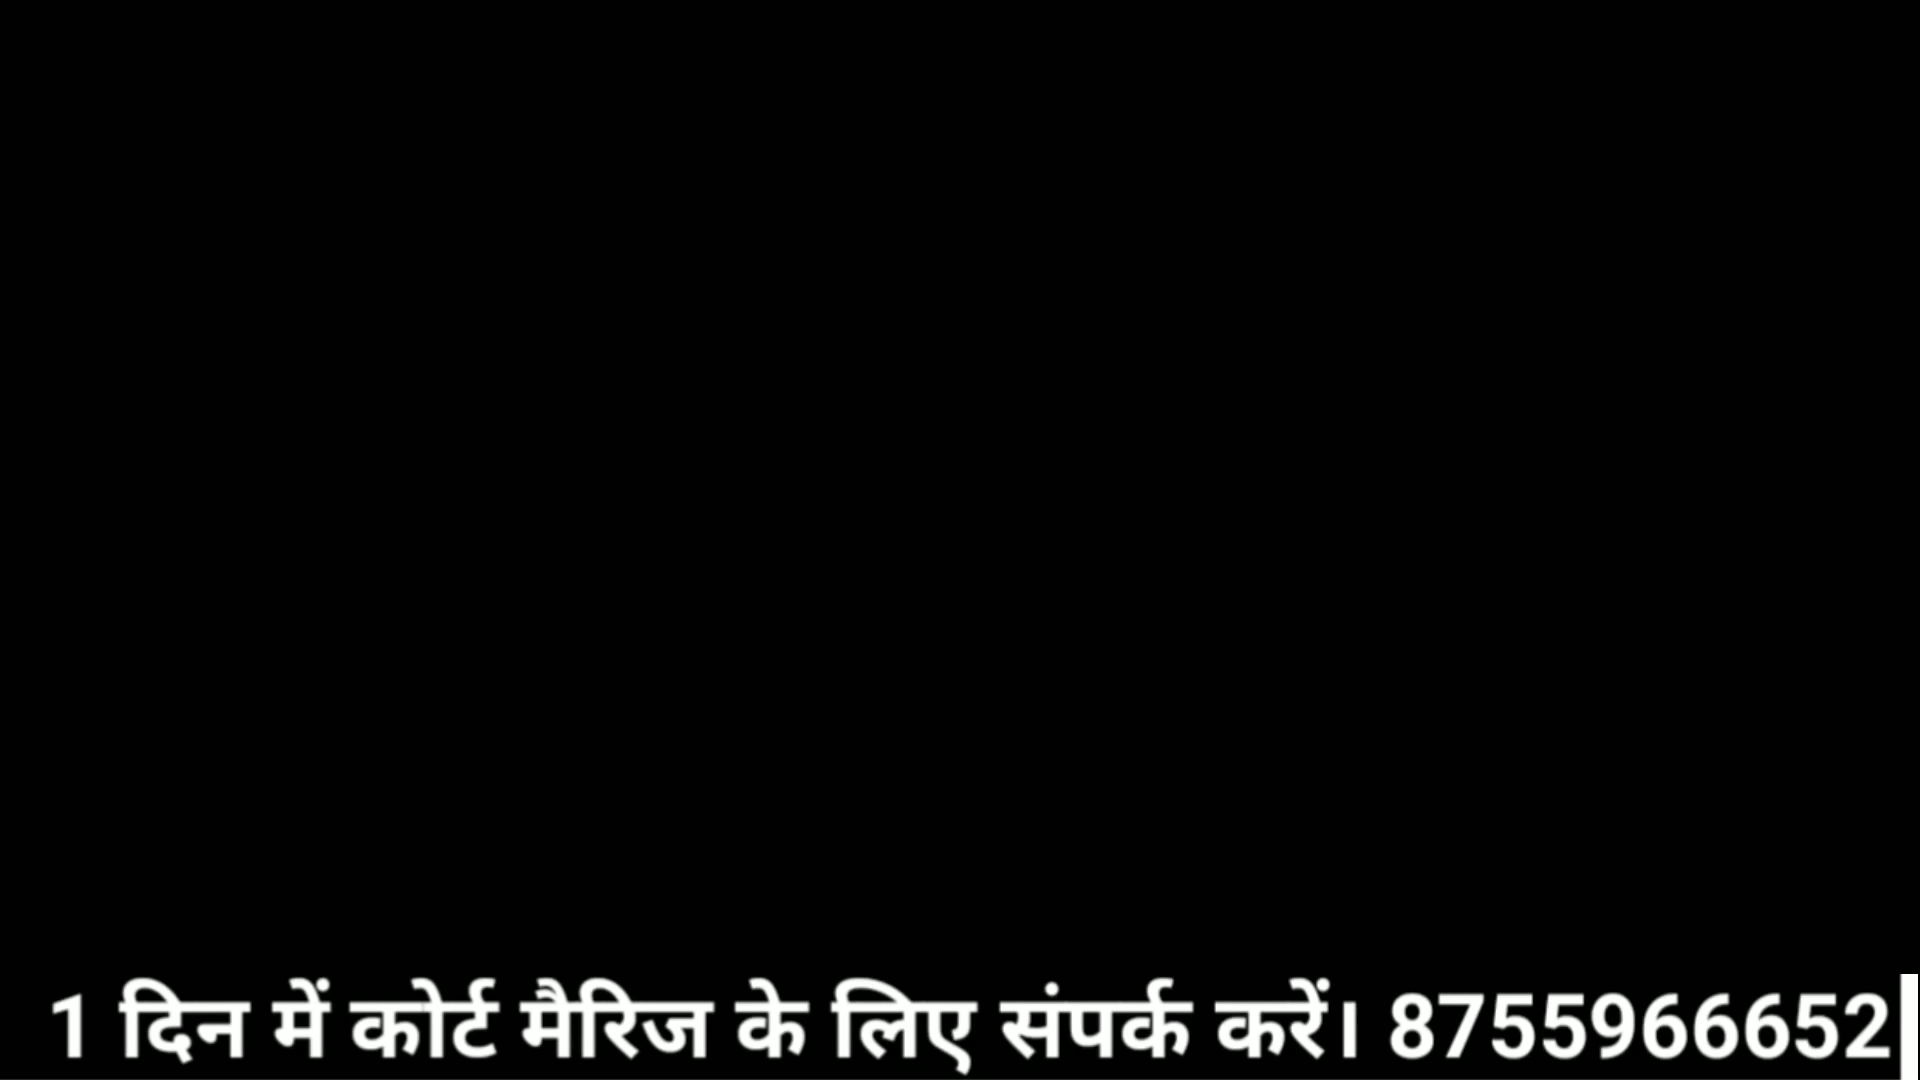 1 दिन में कोर्ट मैरिज के लिए संपर्क करें। 8755966652